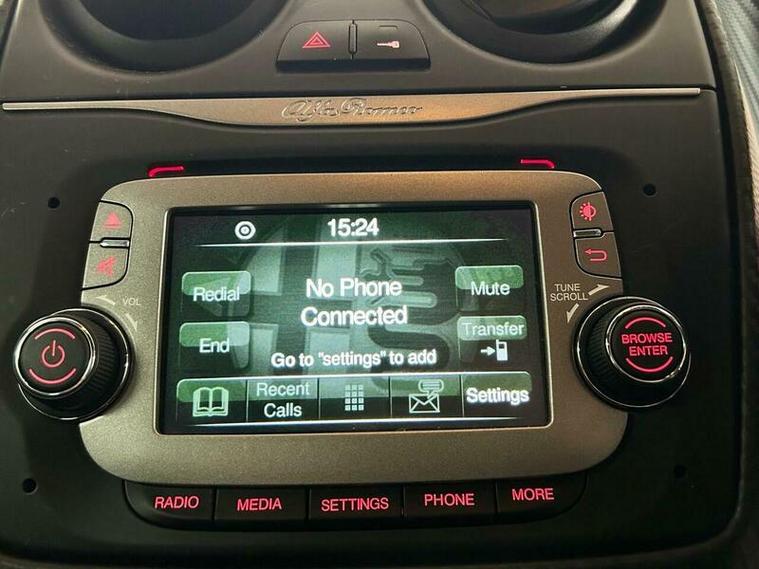 Alfa Romeo
15:24
Redial
No Phone
Connected
Mute
End
Transfer
Go to "settings" to add
Recent
Calls
Settings
VOL
TUNE
SCROLL
BROWSE
ENTER
RADIO
MEDIA
SETTINGS
PHONE
MORE